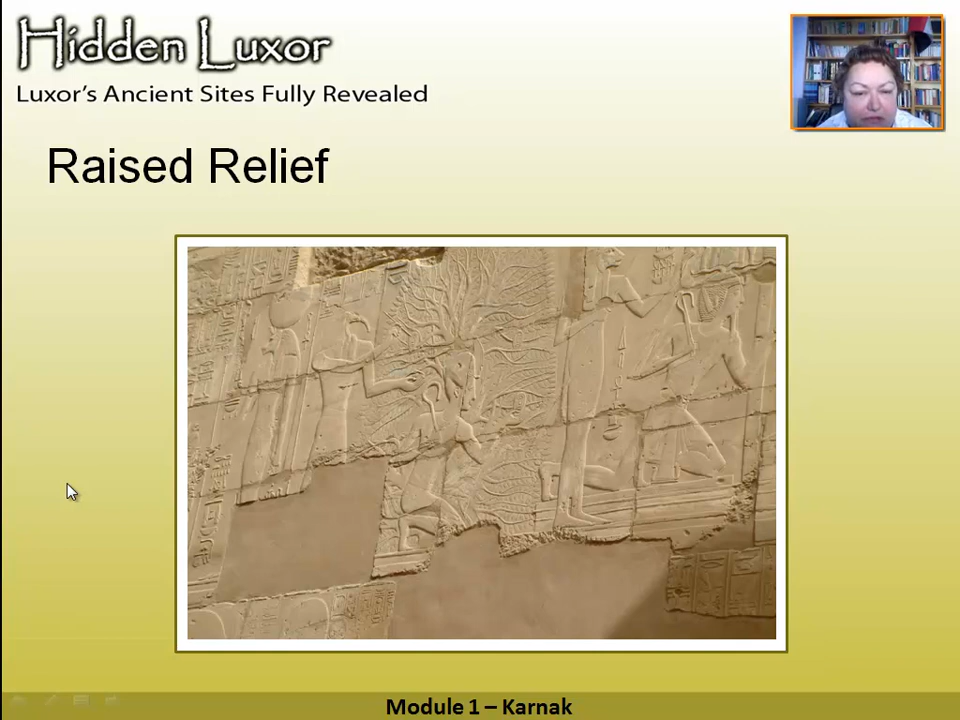 Hidden Luxor
Luxor's Ancient Sites Fully Revealed
Raised Relief
Module 1 – Karnak